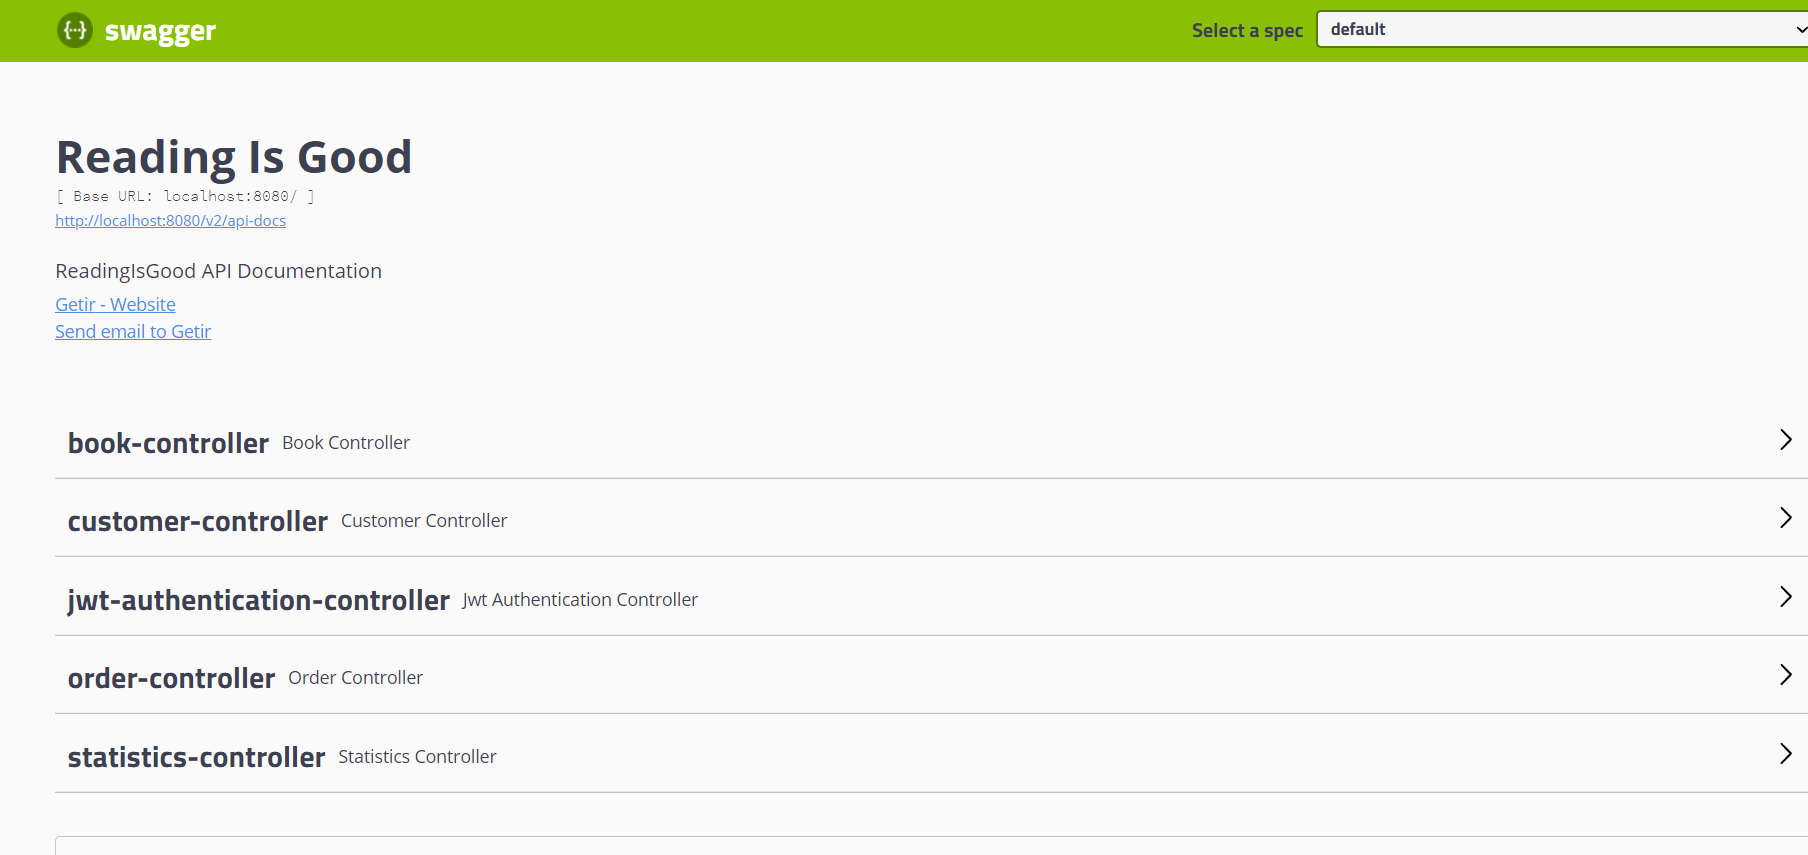 {...} swagger Select a spec default
Reading Is Good
[ Base URL: localhost:8080/ ]
http://localhost:8080/v2/api-docs
ReadingIsGood API Documentation
Getir - Website
Send email to Getir
book-controller Book Controller
customer-controller Customer Controller
jwt-authentication-controller Jwt Authentication Controller
order-controller Order Controller
statistics-controller Statistics Controller